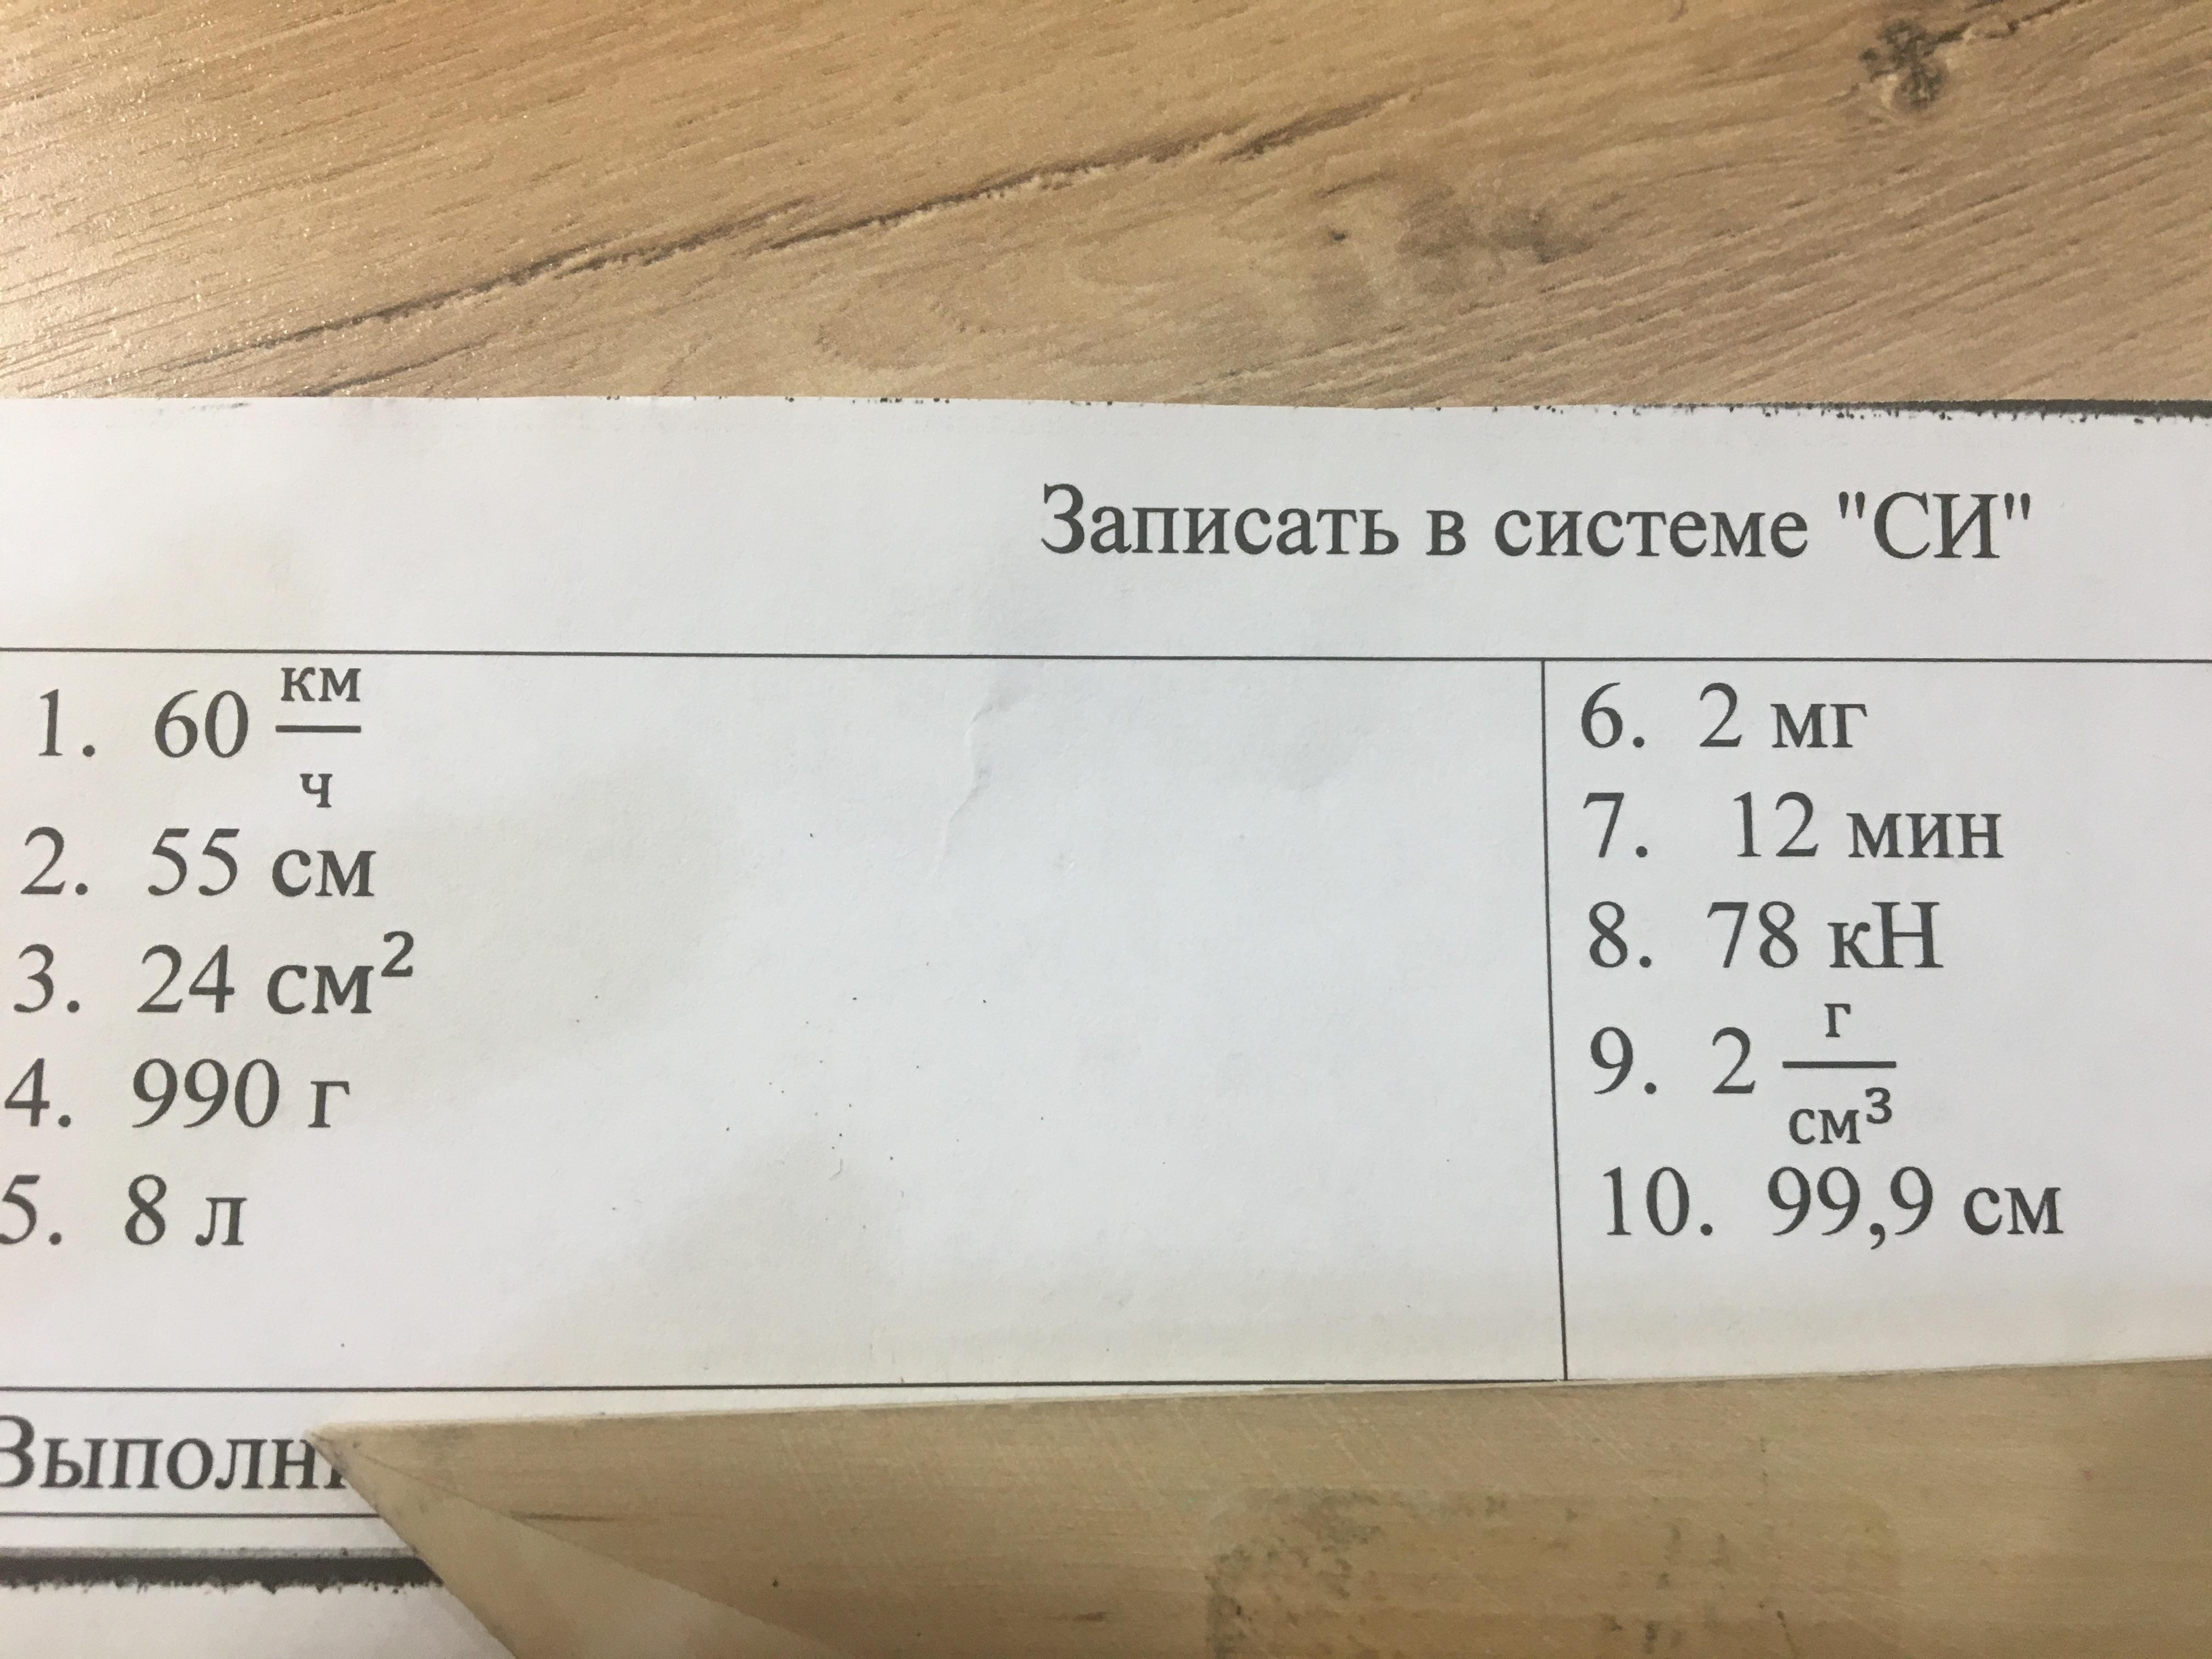 Записать в системе "СИ"
1. 60 км/ч
2. 55 см
3. 24 см²
4. 990 г
5. 8 л
6. 2 мг
7. 12 мин
8. 78 кН
9. 2 г/см³
10. 99,9 см